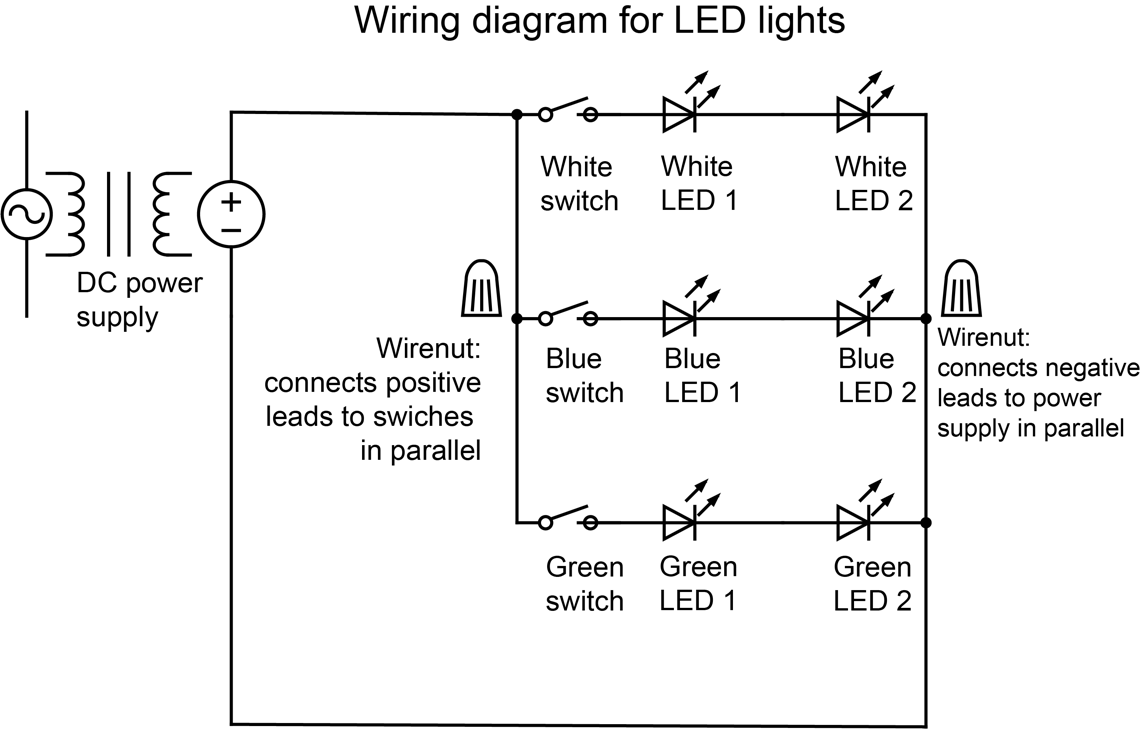 Wiring diagram for LED lights
White
switch
White
LED 1
White
LED 2
+
−
DC power
supply
Wirenut:
connects positive
leads to swiches
in parallel
Blue
switch
Blue
LED 1
Blue
LED 2
Wirenut:
connects negative
leads to power
supply in parallel
Green
switch
Green
LED 1
Green
LED 2